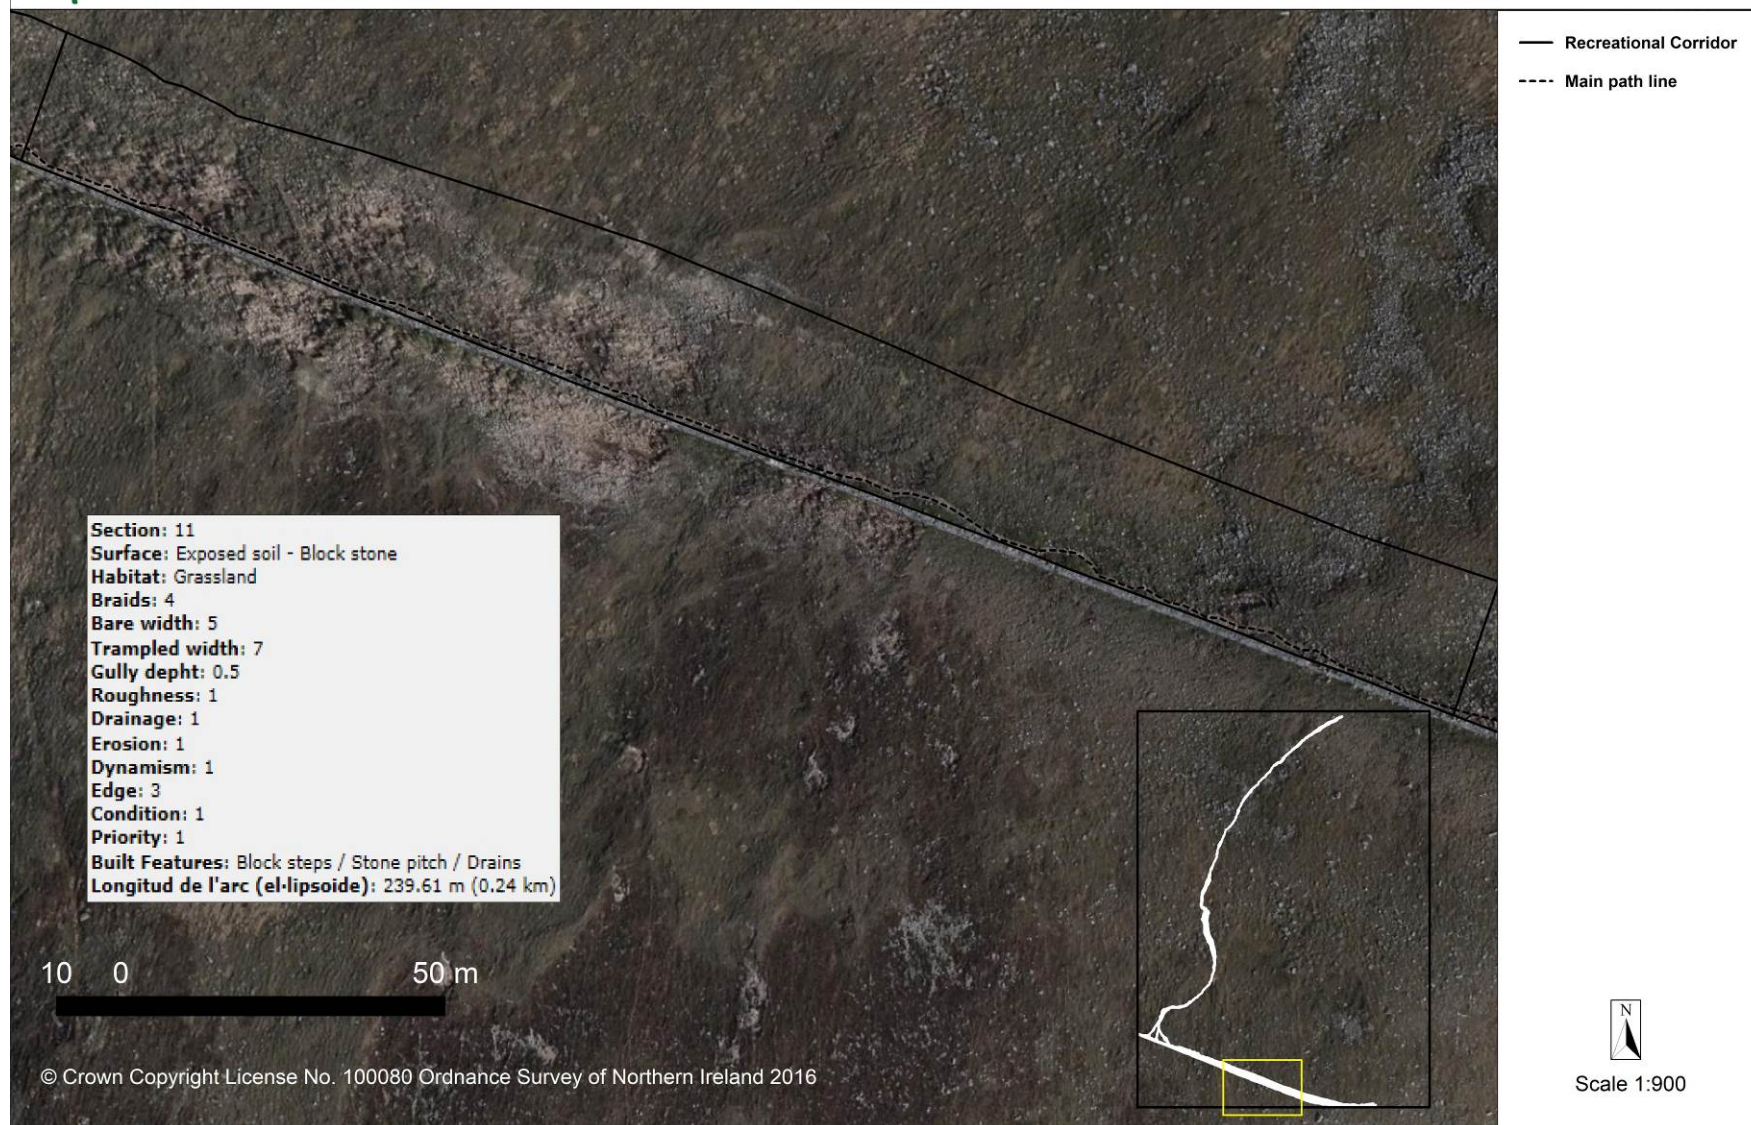 Recreational Corridor
Main path line
Section: 11
Surface: Exposed soil - Block stone
Habitat: Grassland
Braids: 4
Bare width: 5
Trampled width: 7
Gully depht: 0.5
Roughness: 1
Drainage: 1
Erosion: 1
Dynamism: 1
Edge: 3
Condition: 1
Priority: 1
Built Features: Block steps / Stone pitch / Drains
Longitud de l'arc (el·lipsoide): 239.61 m (0.24 km)
10 0 50 m
© Crown Copyright License No. 100080 Ordnance Survey of Northern Ireland 2016
N
Scale 1:900